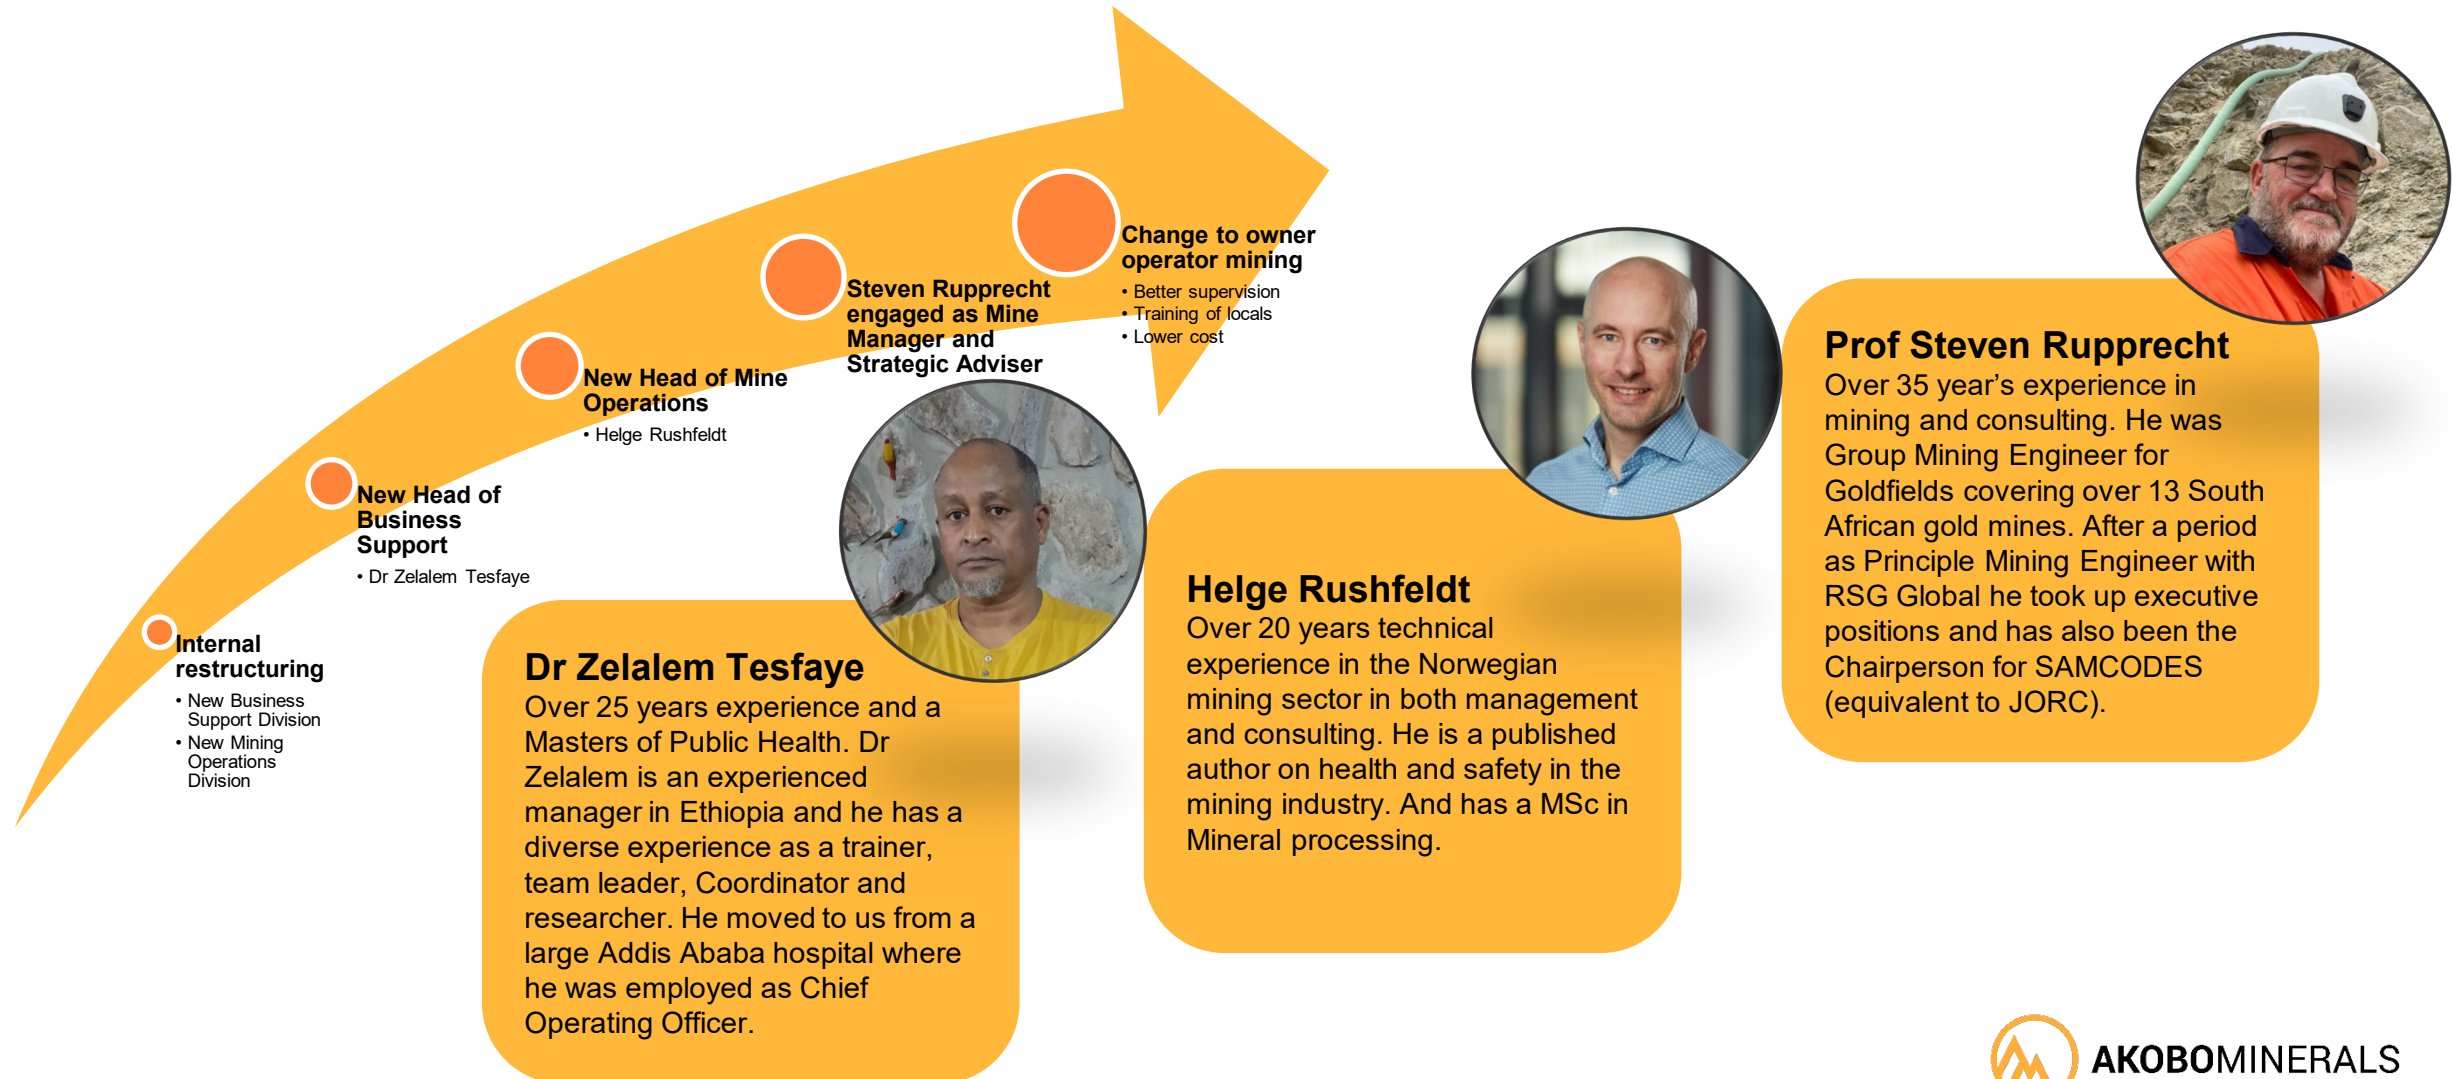 Internal
restructuring
• New Business
Support Division
• New Mining
Operations
Division
New Head of
Business
Support
• Dr Zelalem Tesfaye
New Head of Mine
Operations
• Helge Rushfeldt
Steven Rupprecht
engaged as Mine
Manager and
Strategic Adviser
Change to owner
operator mining
• Better supervision
• Training of locals
• Lower cost
Dr Zelalem Tesfaye
Over 25 years experience and a
Masters of Public Health. Dr
Zelalem is an experienced
manager in Ethiopia and he has a
diverse experience as a trainer,
team leader, Coordinator and
researcher. He moved to us from a
large Addis Ababa hospital where
he was employed as Chief
Operating Officer.
Helge Rushfeldt
Over 20 years technical
experience in the Norwegian
mining sector in both management
and consulting. He is a published
author on health and safety in the
mining industry. And has a MSc in
Mineral processing.
Prof Steven Rupprecht
Over 35 year’s experience in
mining and consulting. He was
Group Mining Engineer for
Goldfields covering over 13 South
African gold mines. After a period
as Principle Mining Engineer with
RSG Global he took up executive
positions and has also been the
Chairperson for SAMCODES
(equivalent to JORC).
AKOBOMINERALS